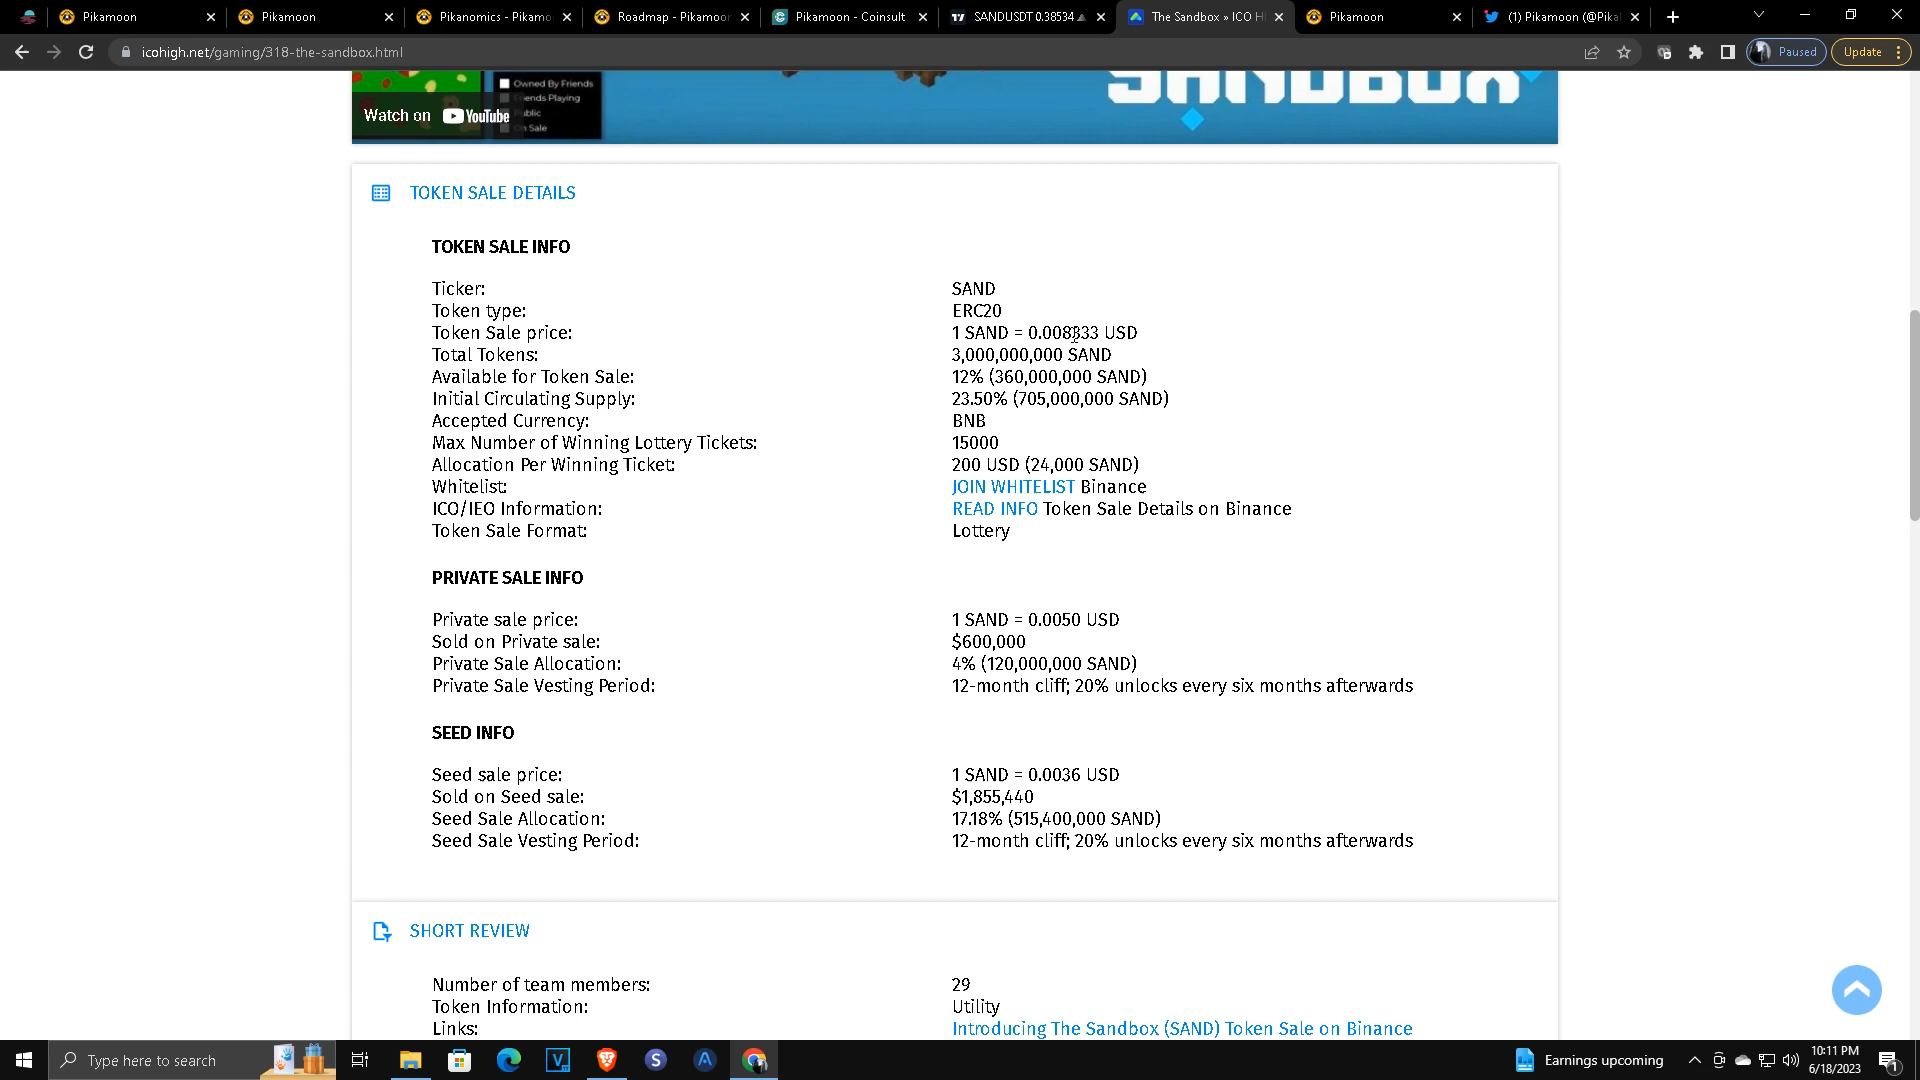 Pikamoon
Pikamoon
Pikanomics - Pikamo
Roadmap - Pikamoon
Pikamoon - Coinsult
SANDUSDT 0.38534
The Sandbox » ICO H
Pikamoon
(1) Pikamoon (@Pika
icohigh.net/gaming/318-the-sandbox.html
Paused
Update
Owned By Friends
Friends Playing
Public
On Sale
Watch on YouTube
SANDBOX
TOKEN SALE DETAILS
TOKEN SALE INFO
Ticker: SAND
Token type: ERC20
Token Sale price: 1 SAND = 0.008333 USD
Total Tokens: 3,000,000,000 SAND
Available for Token Sale: 12% (360,000,000 SAND)
Initial Circulating Supply: 23.50% (705,000,000 SAND)
Accepted Currency: BNB
Max Number of Winning Lottery Tickets: 15000
Allocation Per Winning Ticket: 200 USD (24,000 SAND)
Whitelist: JOIN WHITELIST Binance
ICO/IEO Information: READ INFO Token Sale Details on Binance
Token Sale Format: Lottery
PRIVATE SALE INFO
Private sale price: 1 SAND = 0.0050 USD
Sold on Private sale: $600,000
Private Sale Allocation: 4% (120,000,000 SAND)
Private Sale Vesting Period: 12-month cliff; 20% unlocks every six months afterwards
SEED INFO
Seed sale price: 1 SAND = 0.0036 USD
Sold on Seed sale: $1,855,440
Seed Sale Allocation: 17.18% (515,400,000 SAND)
Seed Sale Vesting Period: 12-month cliff; 20% unlocks every six months afterwards
SHORT REVIEW
Number of team members: 29
Token Information: Utility
Links: Introducing The Sandbox (SAND) Token Sale on Binance
Type here to search
Earnings upcoming
10:11 PM
6/18/2023